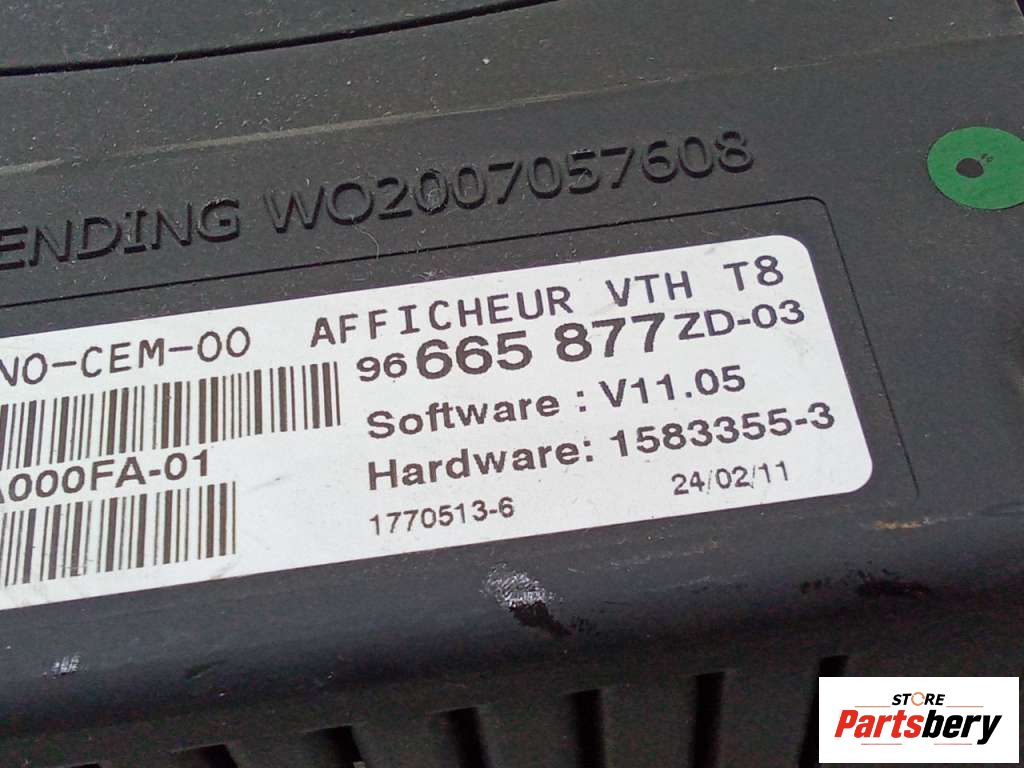 ENDING WO2007057608
NO-CEM-00 AFFICHEUR VTH T8
96 665 877 ZD-03
Software : V11.05
Hardware: 1583355-3
000FA-01
1770513-6 24/02/11
STORE
Partsbery